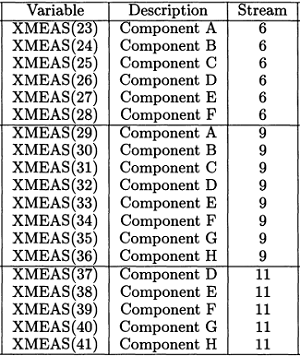 Variable Description Stream
XMEAS(23) Component A 6
XMEAS(24) Component B 6
XMEAS(25) Component C 6
XMEAS(26) Component D 6
XMEAS(27) Component E 6
XMEAS(28) Component F 6
XMEAS(29) Component A 9
XMEAS(30) Component B 9
XMEAS(31) Component C 9
XMEAS(32) Component D 9
XMEAS(33) Component E 9
XMEAS(34) Component F 9
XMEAS(35) Component G 9
XMEAS(36) Component H 9
XMEAS(37) Component D 11
XMEAS(38) Component E 11
XMEAS(39) Component F 11
XMEAS(40) Component G 11
XMEAS(41) Component H 11